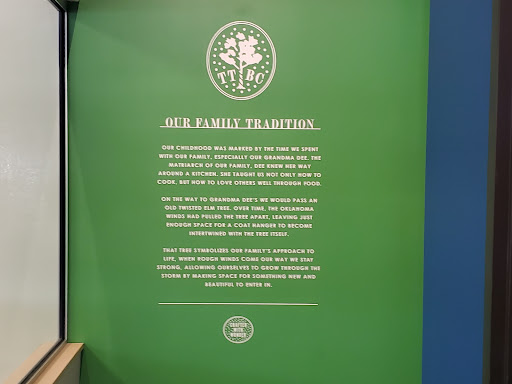 TT BC
OUR FAMILY TRADITION
OUR CHILDHOOD WAS MARKED BY THE TIME WE SPENT
WITH OUR FAMILY, ESPECIALLY OUR GRANDMA DEE. THE
MATRIARCH OF OUR FAMILY, DEE KNEW HER WAY
AROUND A KITCHEN. SHE TAUGHT US NOT ONLY HOW TO
COOK, BUT HOW TO LOVE OTHERS WELL THROUGH FOOD.
ON THE WAY TO GRANDMA DEE'S WE WOULD PASS AN
OLD TWISTED ELM TREE. OVER TIME, THE OKLAHOMA
WINDS HAD PULLED THE TREE APART, LEAVING JUST
ENOUGH SPACE FOR A COAT HANGER TO BECOME
INTERTWINED WITH THE TREE ITSELF.
THAT TREE SYMBOLIZES OUR FAMILY'S APPROACH TO
LIFE, WHEN ROUGH WINDS COME OUR WAY WE STAY
STRONG, ALLOWING OURSELVES TO GROW THROUGH THE
STORM BY MAKING SPACE FOR SOMETHING NEW AND
BEAUTIFUL TO ENTER IN.